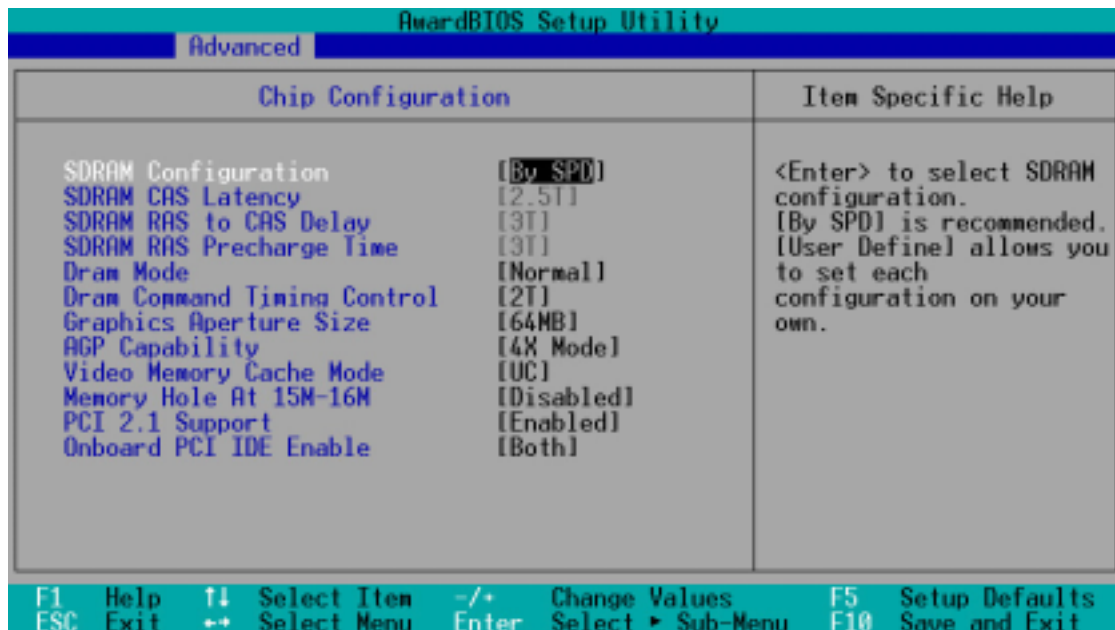 AwardBIOS Setup Utility
Advanced
Chip Configuration
Item Specific Help
SDRAM Configuration [By SPD]
SDRAM CAS Latency [2.5T]
SDRAM RAS to CAS Delay [3T]
SDRAM RAS Precharge Time [3T]
Dram Mode [Normal]
Dram Command Timing Control [2T]
Graphics Aperture Size [64MB]
AGP Capability [4X Mode]
Video Memory Cache Mode [UC]
Memory Hole At 15M-16M [Disabled]
PCI 2.1 Support [Enabled]
Onboard PCI IDE Enable [Both]
<Enter> to select SDRAM
configuration.
[By SPD] is recommended.
[User Define] allows you
to set each
configuration on your
own.
F1 Help ↑↓ Select Item -/+ Change Values F5 Setup Defaults
ESC Exit ←→ Select Menu Enter Select ► Sub-Menu F10 Save and Exit